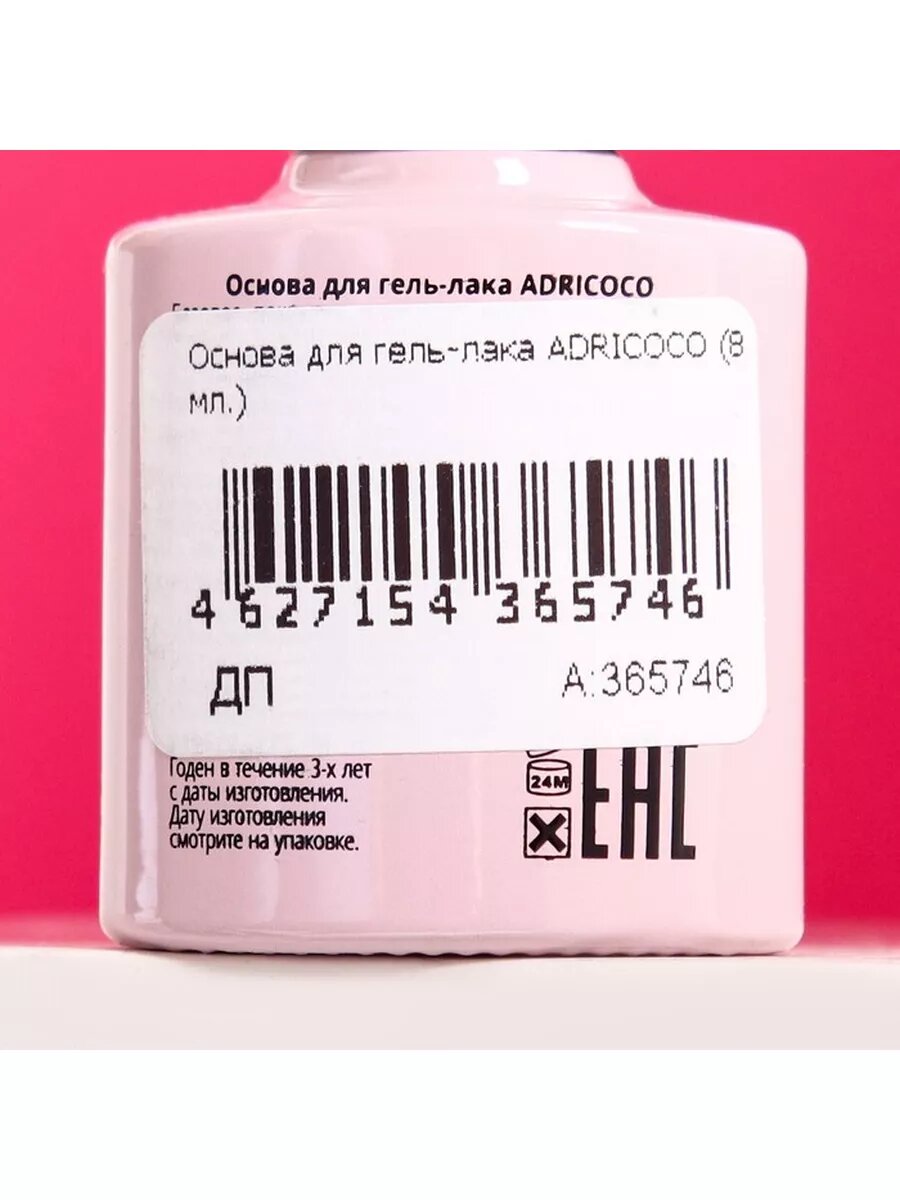 Основа для гель-лака ADRICOCO
Основа для гель-лака ADRICOCO (8
мл.)
4 627154 365746
ДП
А:365746
Годен в течение 3-х лет
с даты изготовления.
Дату изготовления
смотрите на упаковке.
24M
EAC